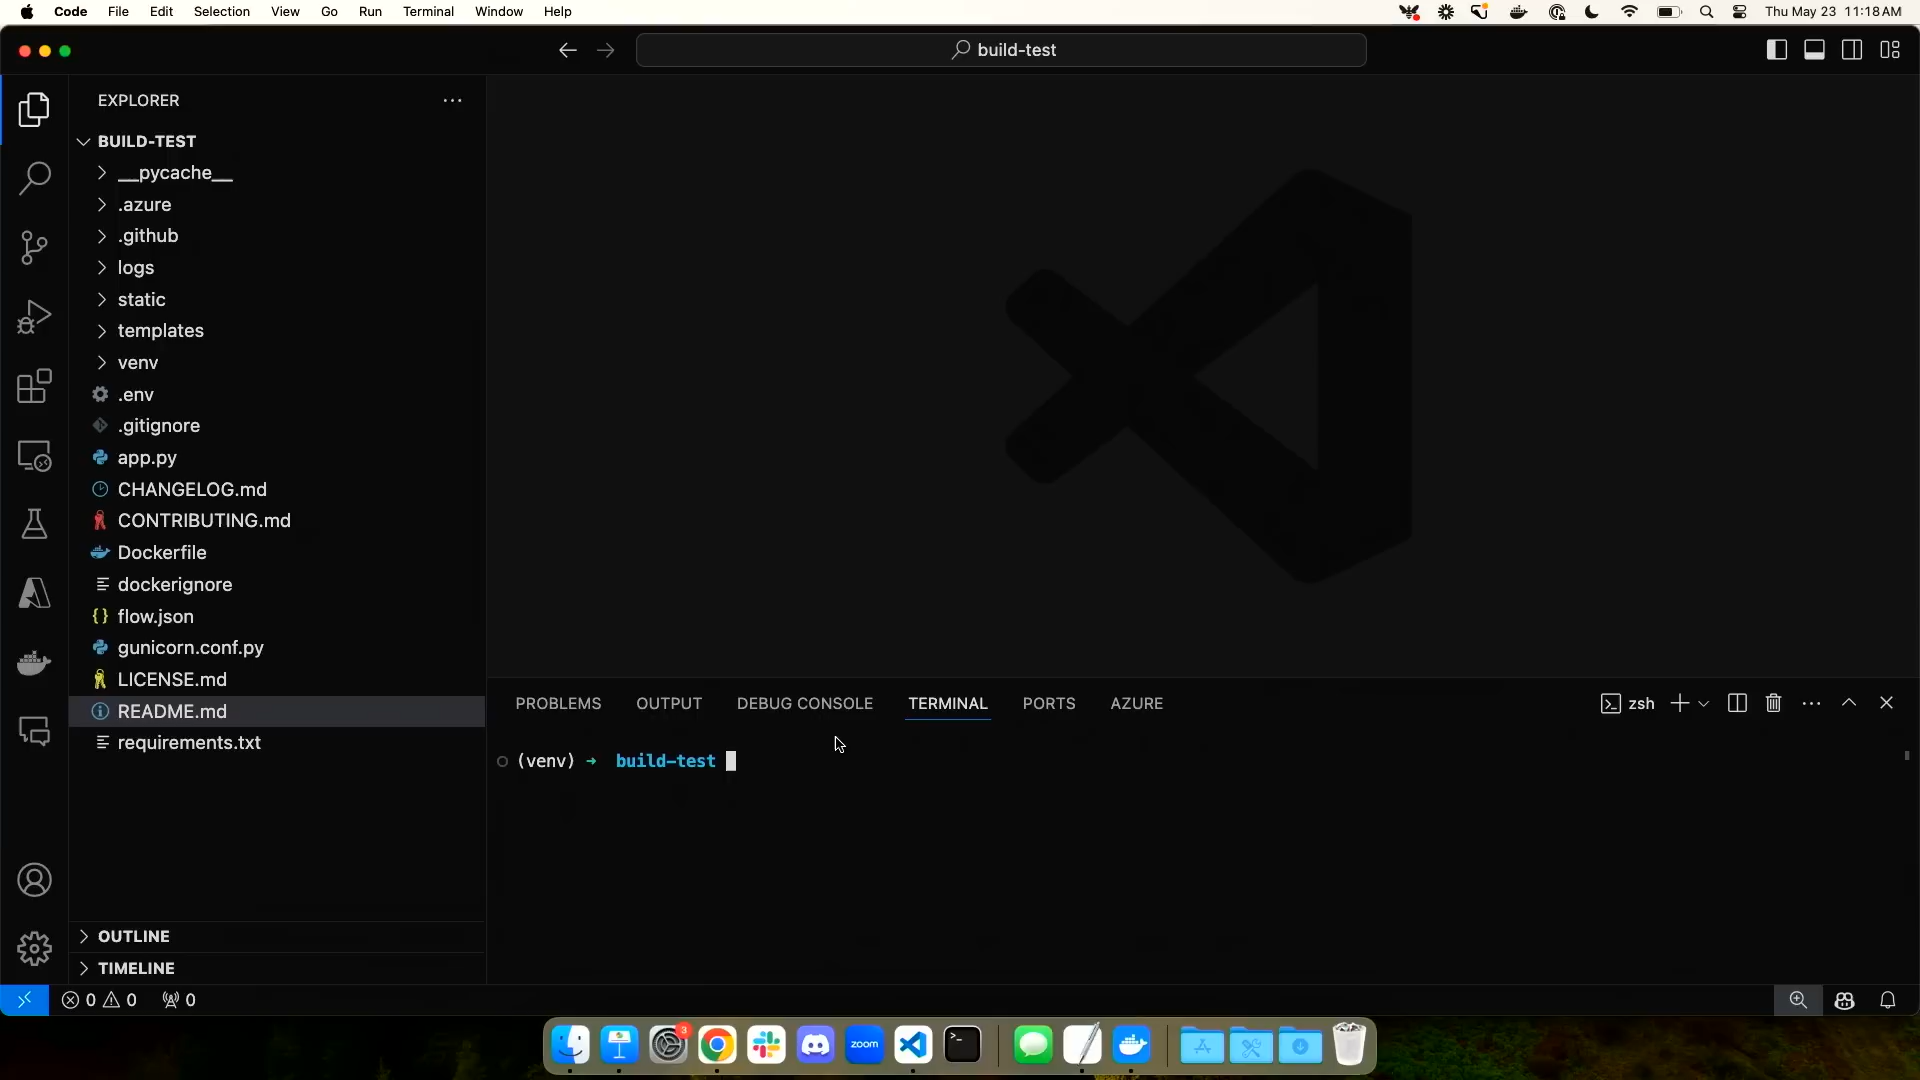 Code File Edit Selection View Go Run Terminal Window Help Thu May 23 11:18 AM
build-test
EXPLORER
BUILD-TEST
__pycache__
.azure
.github
logs
static
templates
venv
.env
.gitignore
app.py
CHANGELOG.md
CONTRIBUTING.md
Dockerfile
dockerignore
flow.json
gunicorn.conf.py
LICENSE.md
README.md
requirements.txt
OUTLINE
TIMELINE
PROBLEMS OUTPUT DEBUG CONSOLE TERMINAL PORTS AZURE zsh
(venv) → build-test
0 0 0
3
zoom